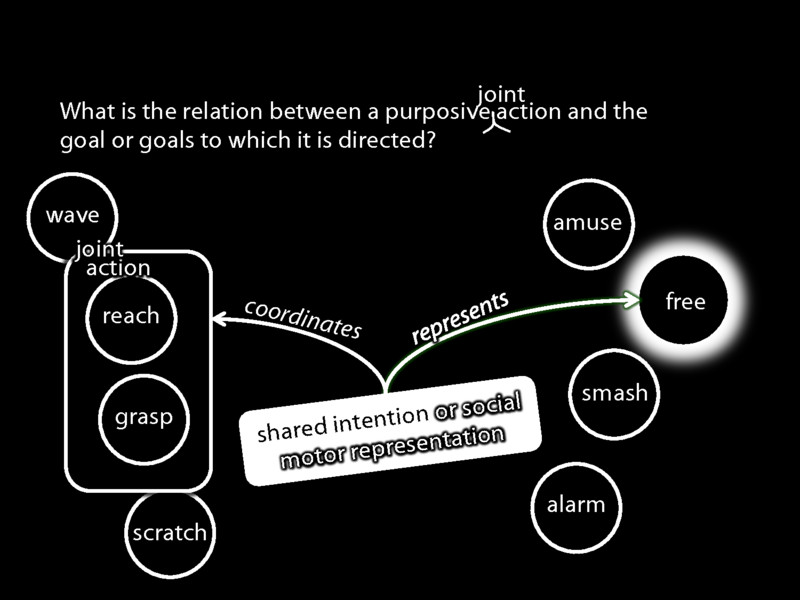 joint
What is the relation between a purposive action and the
goal or goals to which it is directed?
wave
amuse
joint
action
reach
coordinates
represents
free
grasp
shared intention or social
motor representation
smash
scratch
alarm